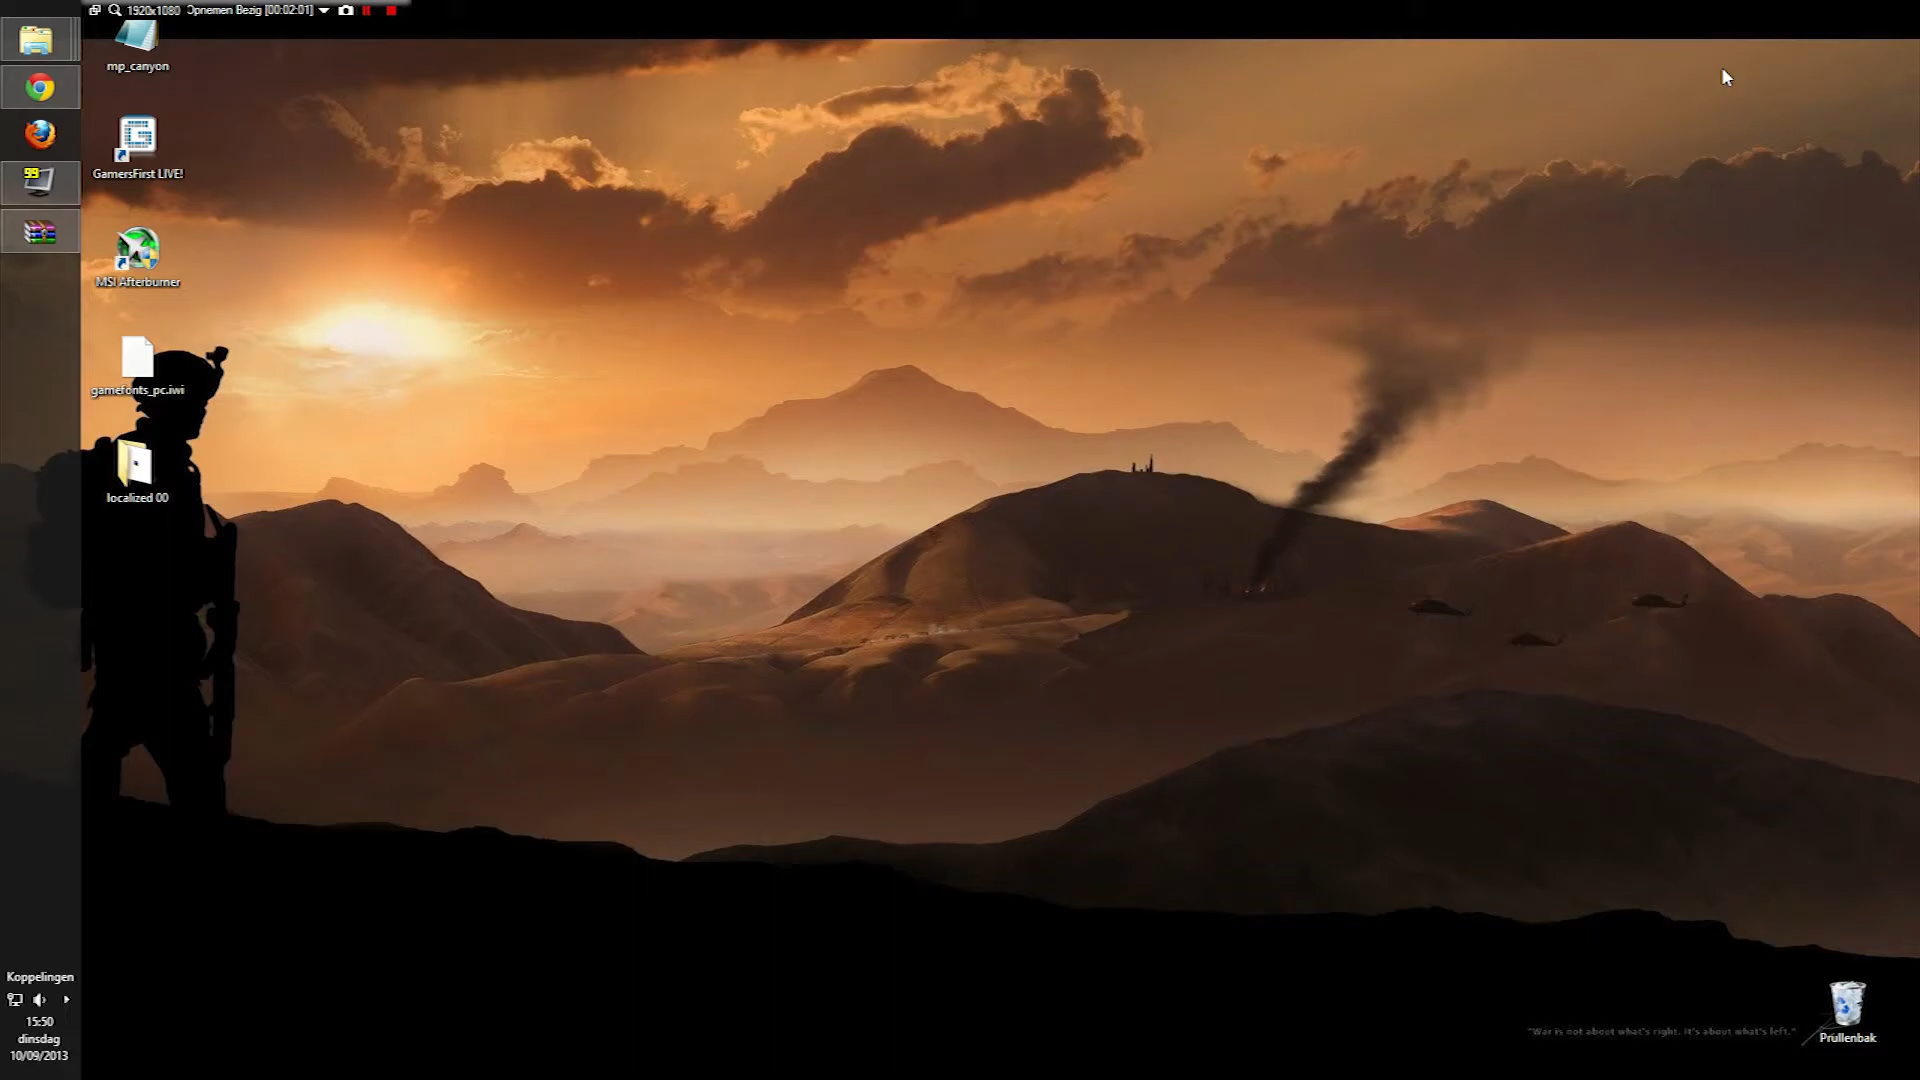 1920x1080 Opnemen Bezig [00:02:01]
mp_canyon
GamersFirst LIVE!
99
MSI Afterburner
gamefonts_pc.iwi
localized 00
Koppelingen
15:50
dinsdag
10/09/2013
"War is not about what's right. It's about what's left."
Prullenbak